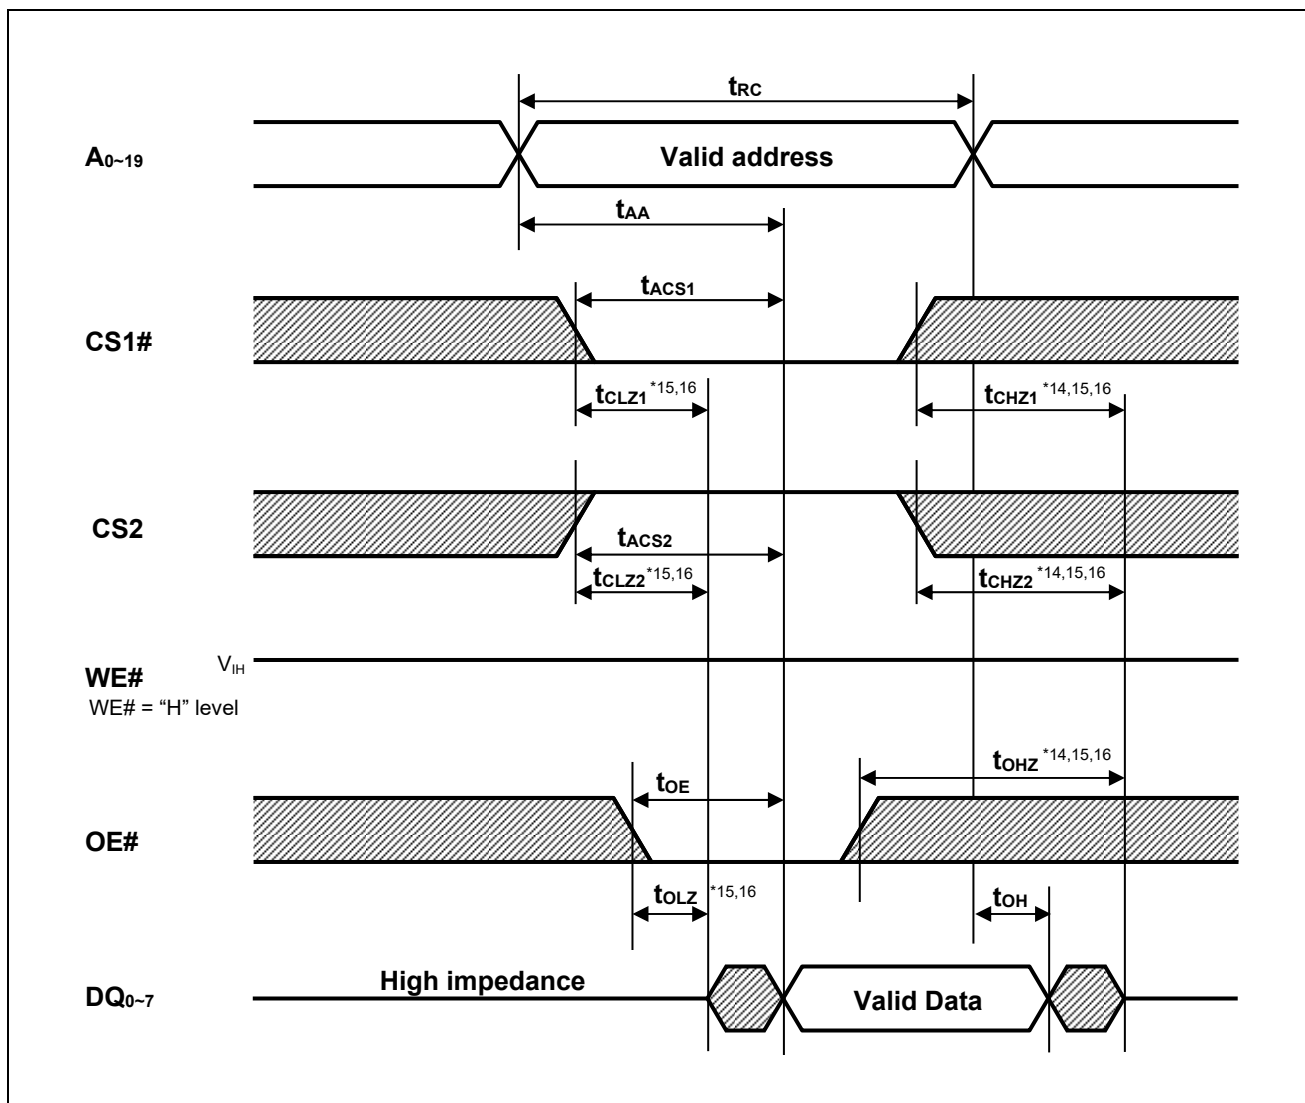 tRC
A0~19
Valid address
tAA
tACS1
CS1#
tCLZ1 *15,16
tCHZ1 *14,15,16
CS2
tACS2
tCLZ2 *15,16
tCHZ2 *14,15,16
VIH
WE#
WE# = “H” level
tOHZ *14,15,16
tOE
OE#
tOLZ *15,16
tOH
High impedance
DQ0~7
Valid Data